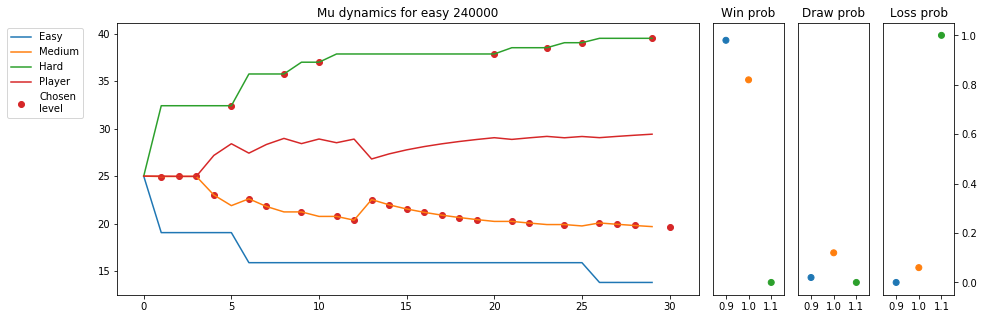 Mu dynamics for easy 240000
Win prob
Draw prob
Loss prob
Easy
Medium
Hard
Player
Chosen
level
40
35
30
25
20
15
0
5
10
15
20
25
30
0.9
1.0
1.1
0.9
1.0
1.1
0.9
1.0
1.1
1.0
0.8
0.6
0.4
0.2
0.0